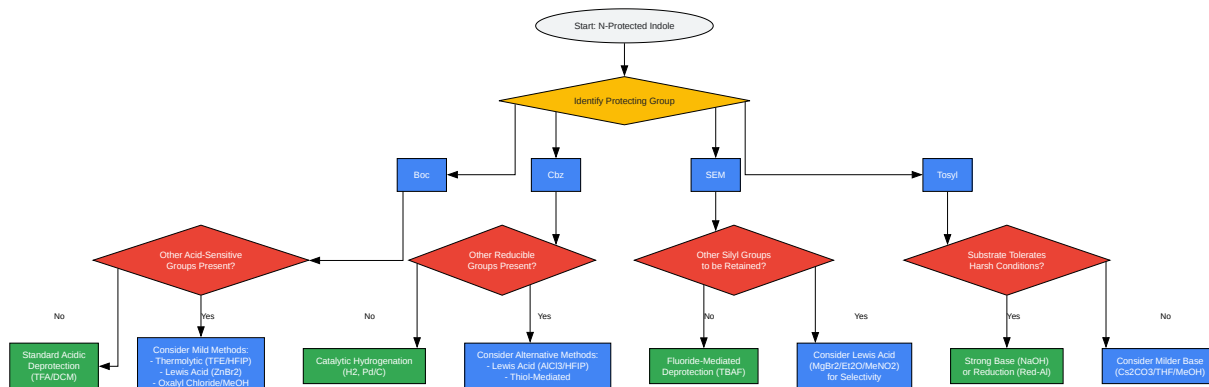 Start: N-Protected Indole
Identify Protecting Group
Boc
Cbz
SEM
Tosyl
Other Acid-Sensitive
Groups Present?
Other Reducible
Groups Present?
Other Silyl Groups
to be Retained?
Substrate Tolerates
Harsh Conditions?
No
Yes
No
Yes
No
Yes
Yes
No
Standard Acidic
Deprotection
(TFA/DCM)
Consider Mild Methods:
- Thermolytic (TFE/HFIP)
- Lewis Acid (ZnBr2)
- Oxalyl Chloride/MeOH
Catalytic Hydrogenation
(H2, Pd/C)
Consider Alternative Methods:
- Lewis Acid (AlCl3/HFIP)
- Thiol-Mediated
Fluoride-Mediated
Deprotection (TBAF)
Consider Lewis Acid
(MgBr2/Et2O/MeNO2)
for Selectivity
Strong Base (NaOH)
or Reduction (Red-Al)
Consider Milder Base
(Cs2CO3/THF/MeOH)